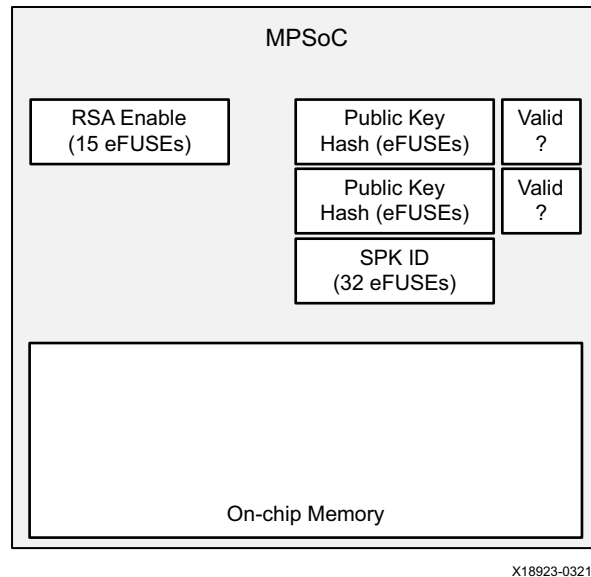 MPSoC
RSA Enable
(15 eFUSEs)
Public Key
Hash (eFUSEs)
Valid
?
Public Key
Hash (eFUSEs)
Valid
?
SPK ID
(32 eFUSEs)
On-chip Memory
X18923-0321